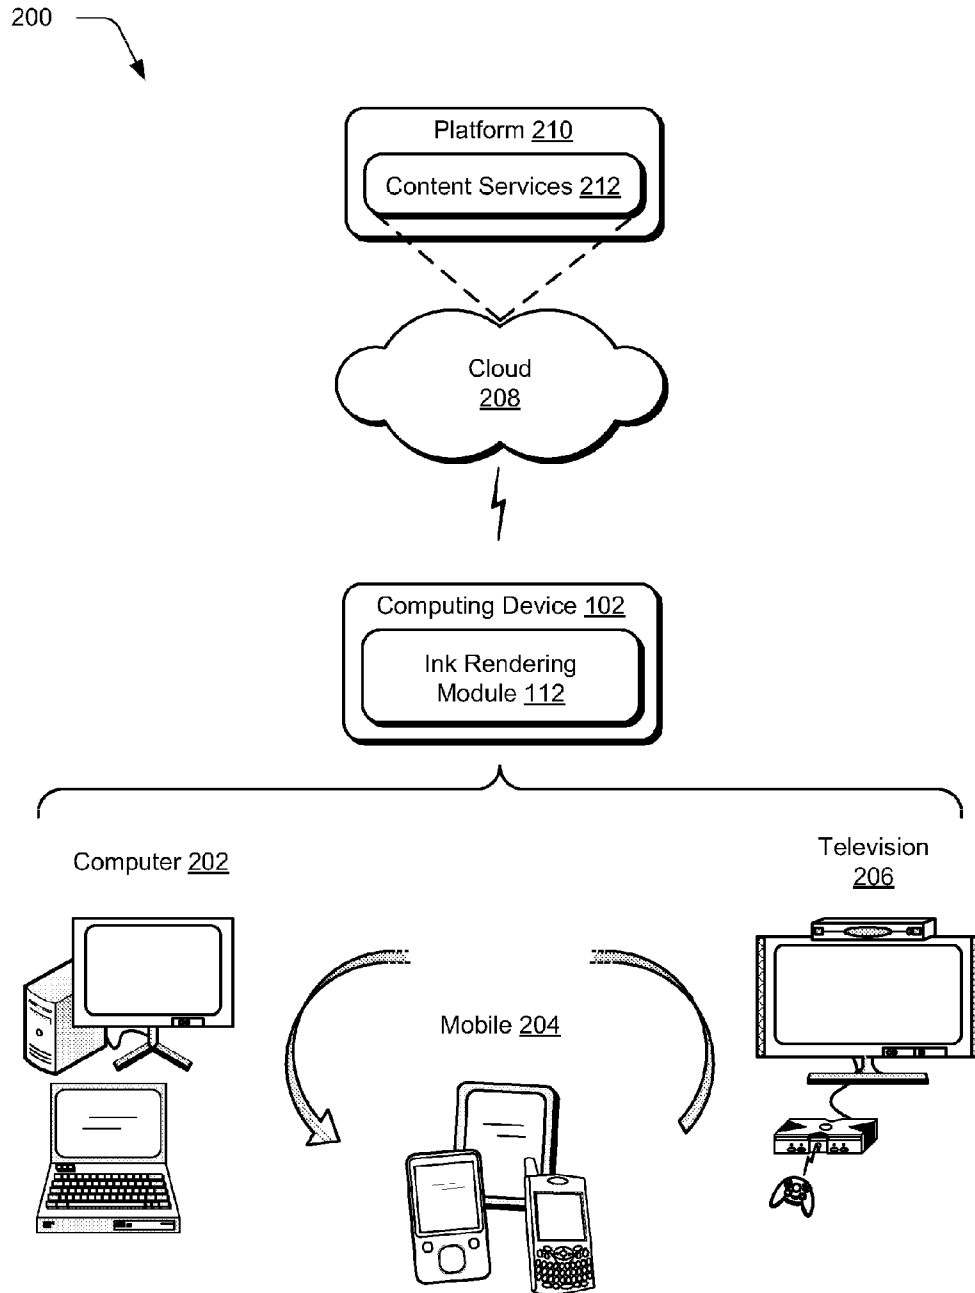 200
Platform 210
Content Services 212
Cloud
208
Computing Device 102
Ink Rendering
Module 112
Computer 202
Television
206
Mobile 204